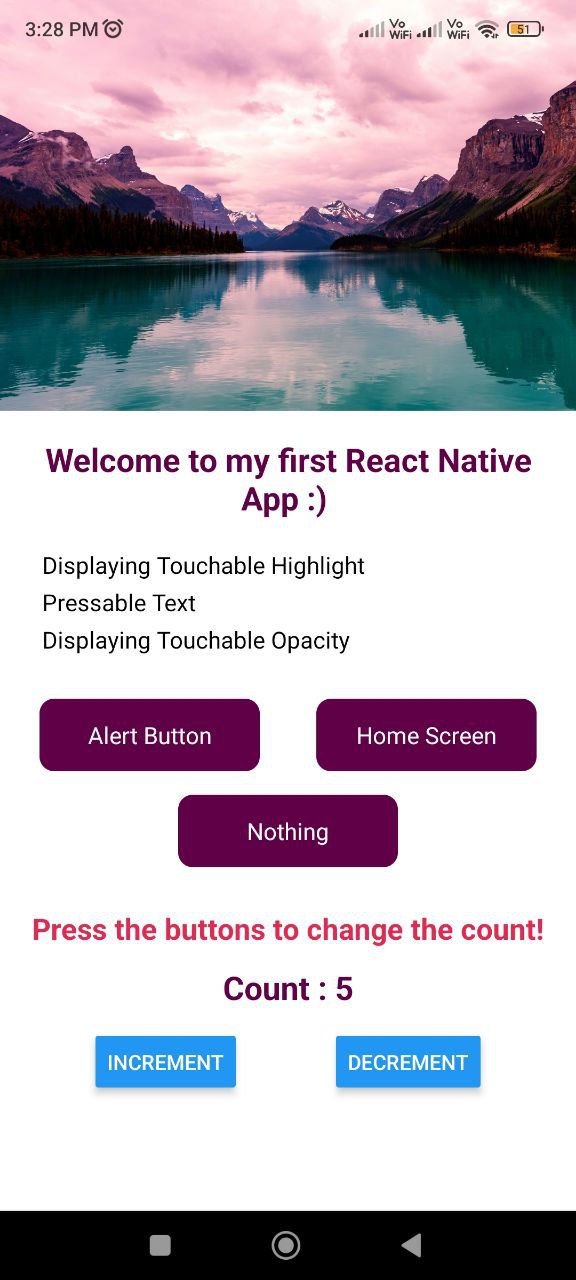 3:28 PM
Vo WiFi Vo WiFi 51
Welcome to my first React Native
App :)
Displaying Touchable Highlight
Pressable Text
Displaying Touchable Opacity
Alert Button Home Screen
Nothing
Press the buttons to change the count!
Count : 5
INCREMENT DECREMENT